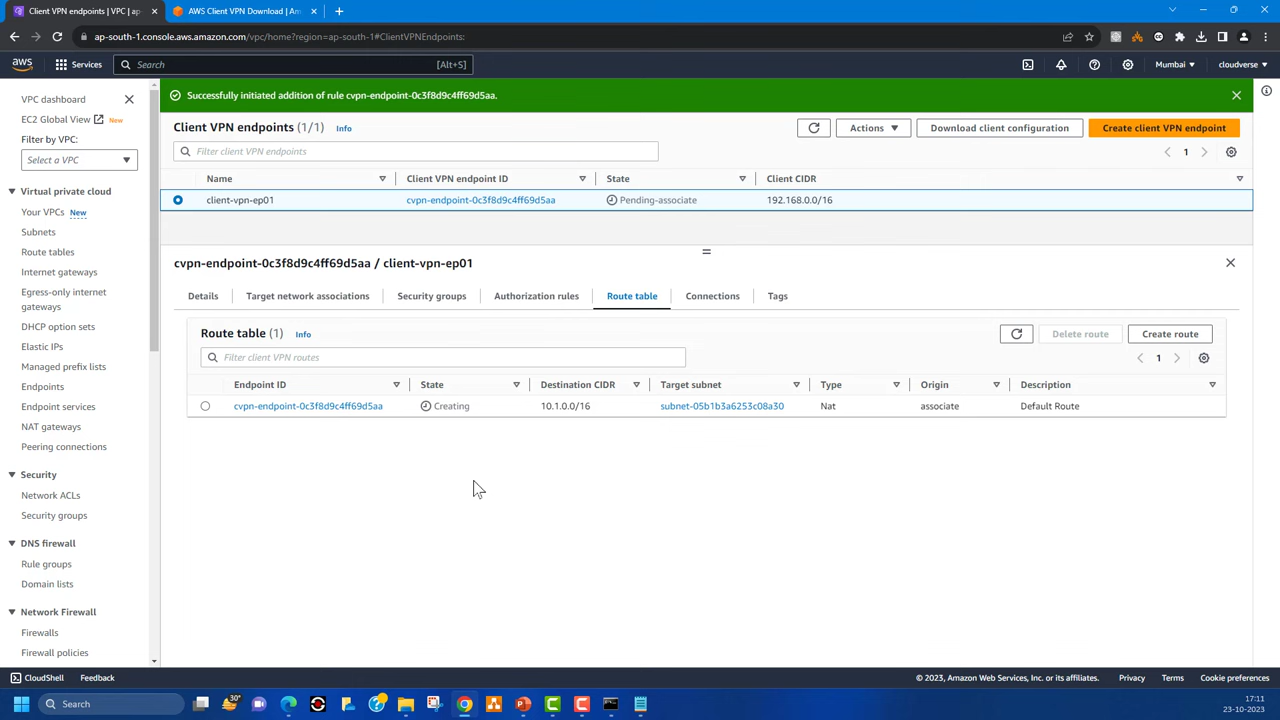 Client VPN endpoints | VPC | ap
AWS Client VPN Download | Am
ap-south-1.console.aws.amazon.com/vpc/home?region=ap-south-1#ClientVPNEndpoints:
aws
Services
Search
[Alt+S]
Mumbai
cloudverse
VPC dashboard
EC2 Global View New
Filter by VPC:
Select a VPC
Virtual private cloud
Your VPCs New
Subnets
Route tables
Internet gateways
Egress-only internet
gateways
DHCP option sets
Elastic IPs
Managed prefix lists
Endpoints
Endpoint services
NAT gateways
Peering connections
Security
Network ACLs
Security groups
DNS firewall
Rule groups
Domain lists
Network Firewall
Firewalls
Firewall policies
Successfully initiated addition of rule cvpn-endpoint-0c3f8d9c4ff69d5aa.
Client VPN endpoints (1/1) Info
Actions
Download client configuration
Create client VPN endpoint
Filter client VPN endpoints
1
Name Client VPN endpoint ID State Client CIDR
client-vpn-ep01 cvpn-endpoint-0c3f8d9c4ff69d5aa Pending-associate 192.168.0.0/16
cvpn-endpoint-0c3f8d9c4ff69d5aa / client-vpn-ep01
Details Target network associations Security groups Authorization rules Route table Connections Tags
Route table (1) Info
Delete route
Create route
Filter client VPN routes
1
Endpoint ID State Destination CIDR Target subnet Type Origin Description
cvpn-endpoint-0c3f8d9c4ff69d5aa Creating 10.1.0.0/16 subnet-05b1b3a6253c08a30 Nat associate Default Route
CloudShell Feedback
© 2023, Amazon Web Services, Inc. or its affiliates. Privacy Terms Cookie preferences
Search
30°
17:11
23-10-2023